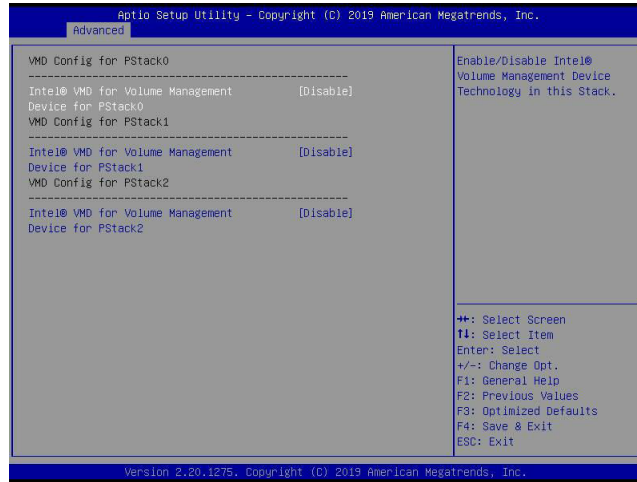 Aptio Setup Utility – Copyright (C) 2019 American Megatrends, Inc.
Advanced
VMD Config for PStack0
------------------------------------------------
Intel® VMD for Volume Management [Disable]
Device for PStack0
VMD Config for PStack1
------------------------------------------------
Intel® VMD for Volume Management [Disable]
Device for PStack1
VMD Config for PStack2
------------------------------------------------
Intel® VMD for Volume Management [Disable]
Device for PStack2
Enable/Disable Intel®
Volume Management Device
Technology in this Stack.
→←: Select Screen
↑↓: Select Item
Enter: Select
+/-: Change Opt.
F1: General Help
F2: Previous Values
F3: Optimized Defaults
F4: Save & Exit
ESC: Exit
Version 2.20.1275. Copyright (C) 2019 American Megatrends, Inc.